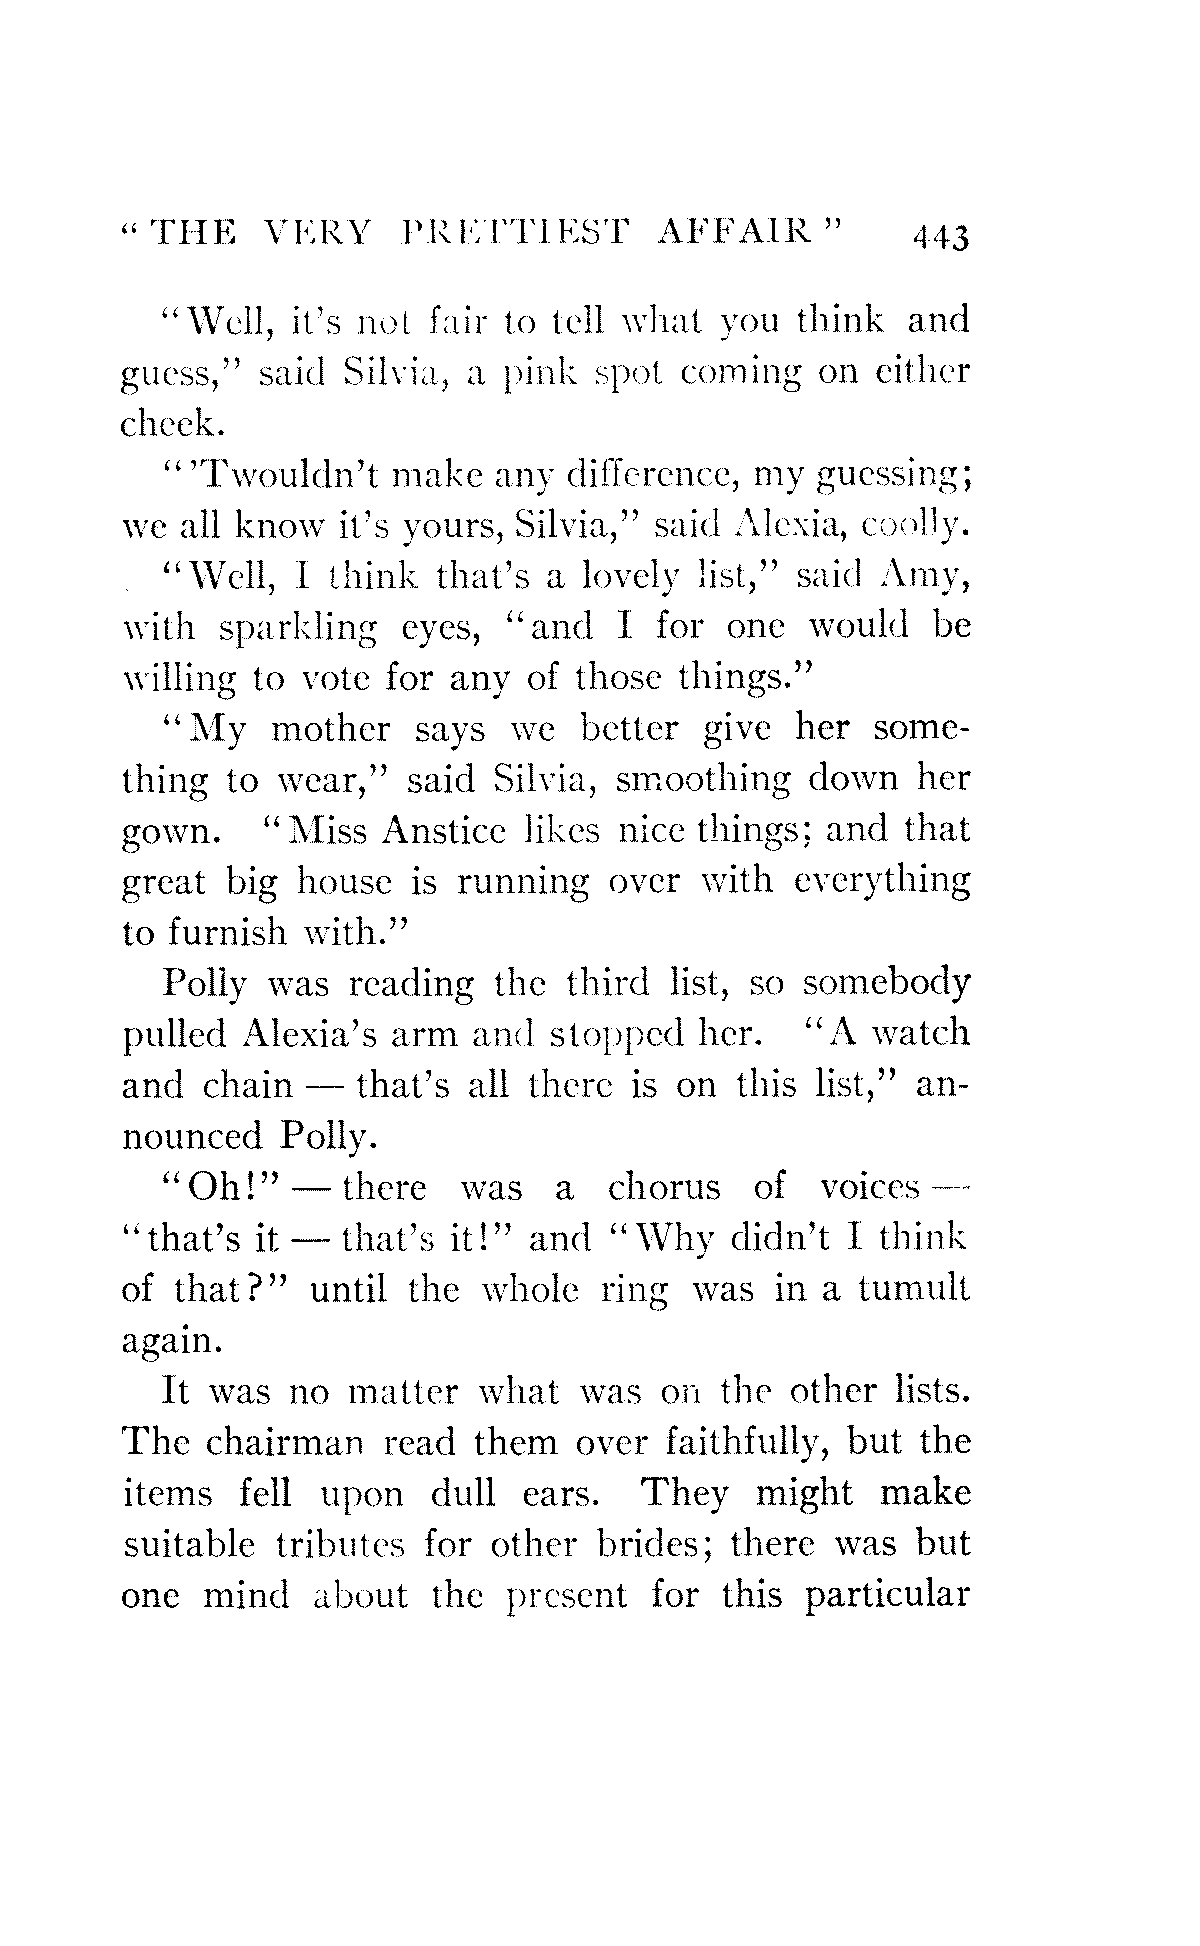 “ THE VERY PRETTIEST AFFAIR ” 443
“Well, it’s not fair to tell what you think and
guess,” said Silvia, a pink spot coming on either
cheek.
“’Twouldn’t make any difference, my guessing;
we all know it’s yours, Silvia,” said Alexia, coolly.
“Well, I think that’s a lovely list,” said Amy,
with sparkling eyes, “and I for one would be
willing to vote for any of those things.”
“My mother says we better give her some-
thing to wear,” said Silvia, smoothing down her
gown. “Miss Anstice likes nice things; and that
great big house is running over with everything
to furnish with.”
Polly was reading the third list, so somebody
pulled Alexia’s arm and stopped her. “A watch
and chain — that’s all there is on this list,” an-
nounced Polly.
“Oh!” — there was a chorus of voices —
“that’s it — that’s it!” and “Why didn’t I think
of that?” until the whole ring was in a tumult
again.
It was no matter what was on the other lists.
The chairman read them over faithfully, but the
items fell upon dull ears. They might make
suitable tributes for other brides; there was but
one mind about the present for this particular